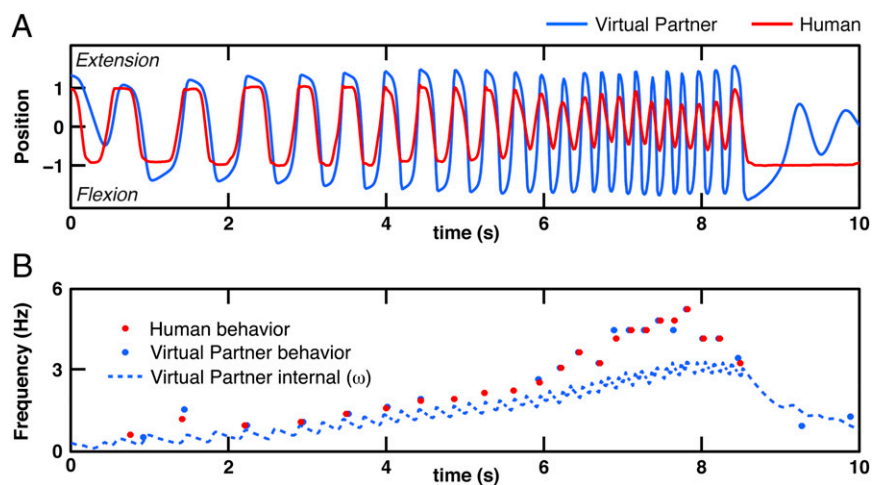 A
Virtual Partner
Human
Extension
Flexion
Position
1
0
−1
0 2 4 6 8 10
time (s)
B
Human behavior
Virtual Partner behavior
Virtual Partner internal (ω)
Frequency (Hz)
6
3
0
0 2 4 6 8 10
time (s)